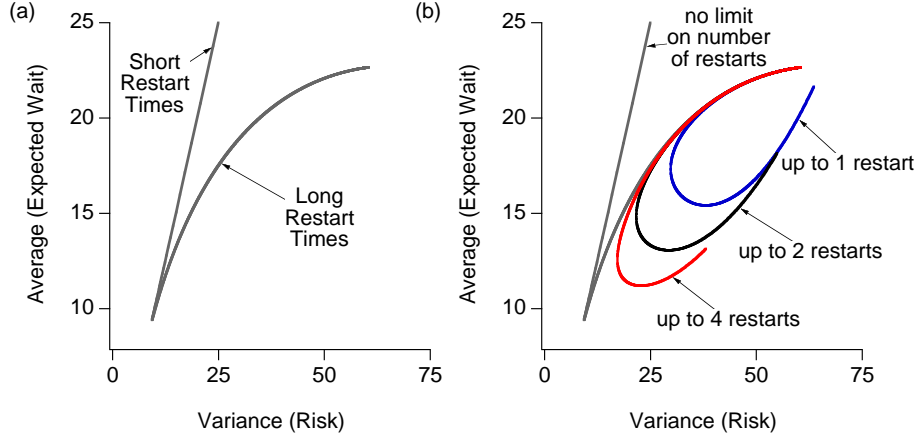 (a)
25
20
15
10
Average (Expected Wait)
Short
Restart
Times
Long
Restart
Times
0
25
50
75
Variance (Risk)
(b)
25
20
15
10
Average (Expected Wait)
no limit
on number
of restarts
up to 1 restart
up to 2 restarts
up to 4 restarts
0
25
50
75
Variance (Risk)